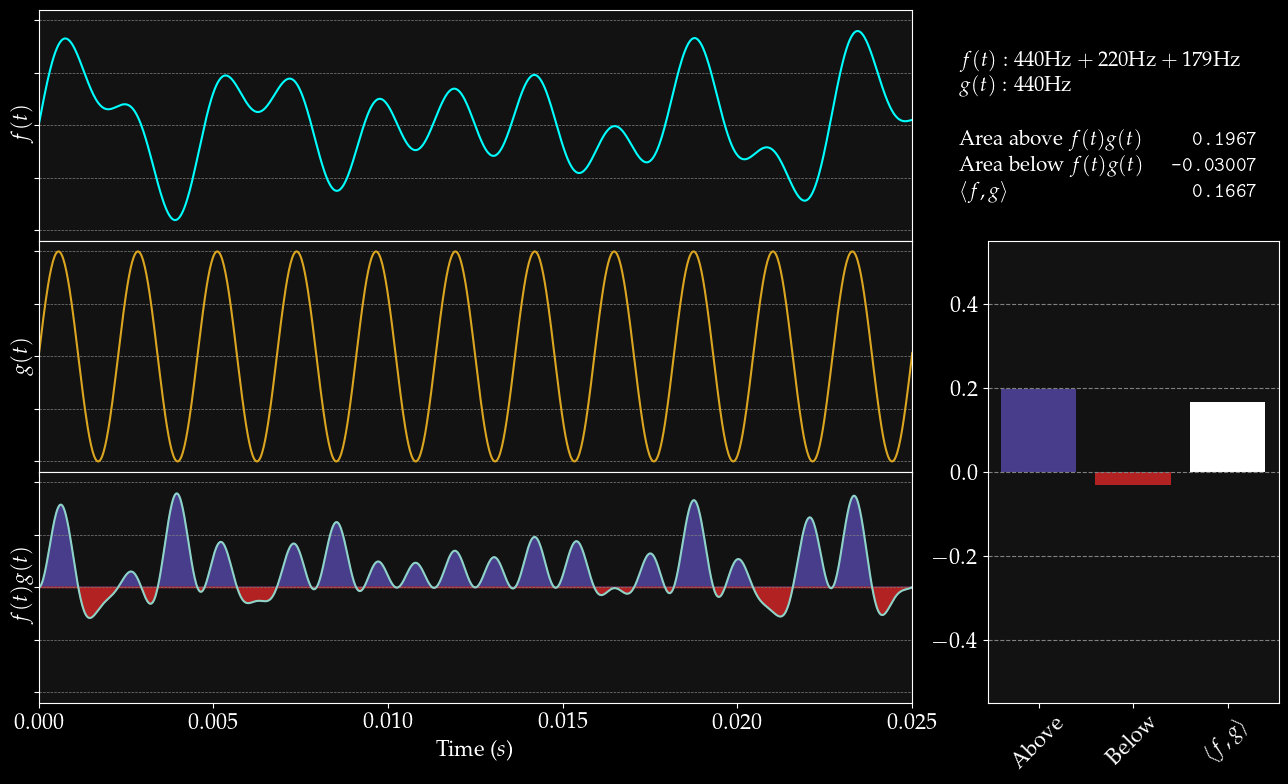 f(t)
g(t)
f(t)g(t)
0.000
0.005
0.010
0.015
0.020
0.025
Time (s)
f(t) : 440Hz + 220Hz + 179Hz
g(t) : 440Hz
Area above f(t)g(t) 0.1967
Area below f(t)g(t) -0.03007
⟨f,g⟩ 0.1667
0.4
0.2
0.0
−0.2
−0.4
Above
Below
⟨f,g⟩